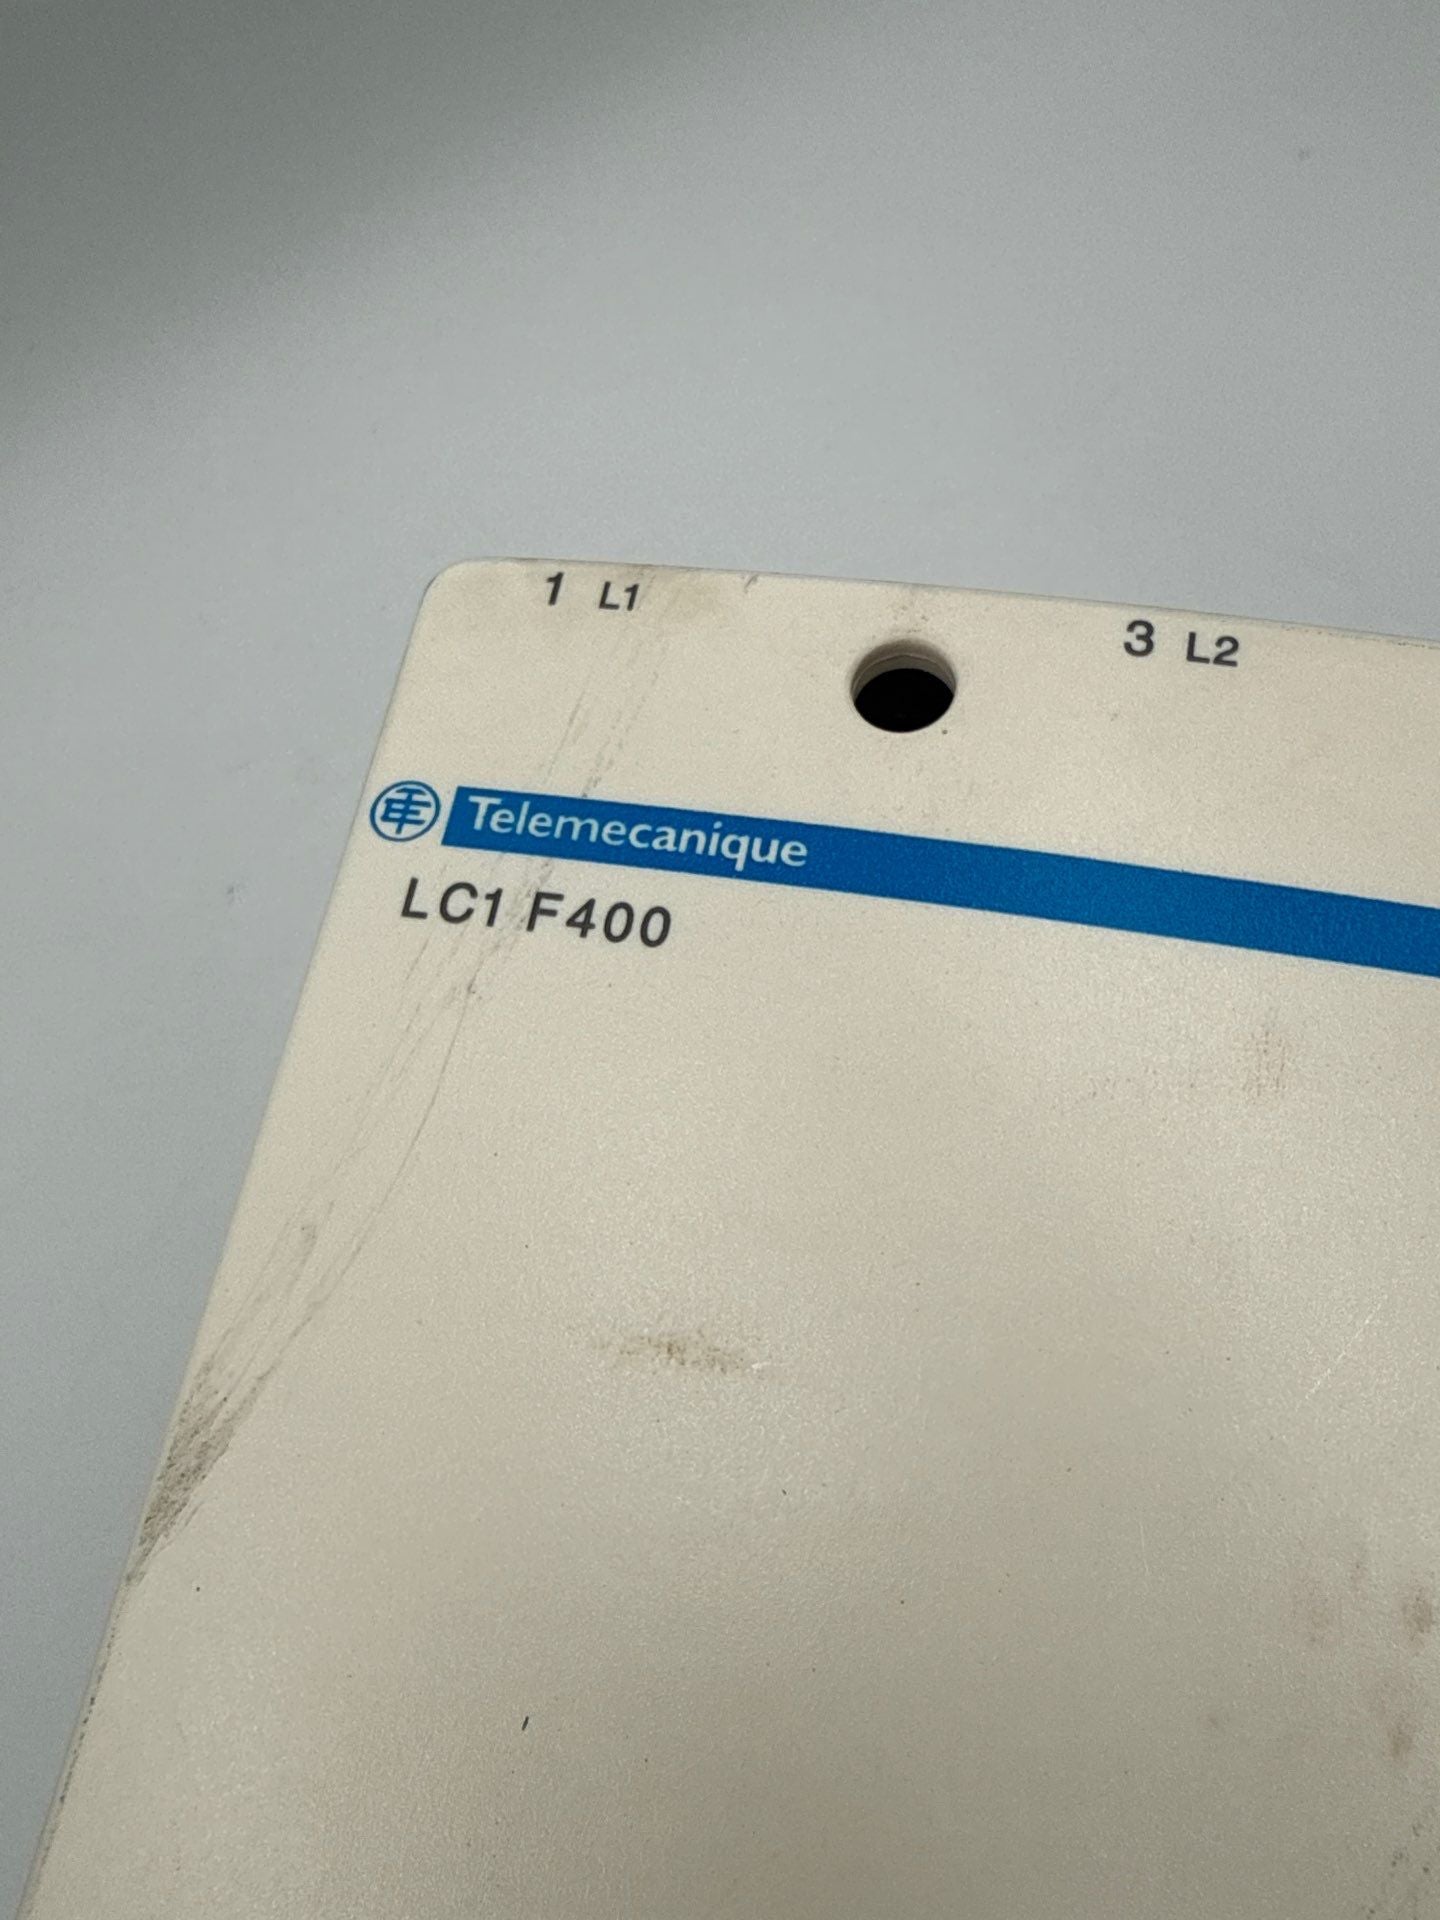 1 L1
3 L2
Telemecanique
LC1 F400